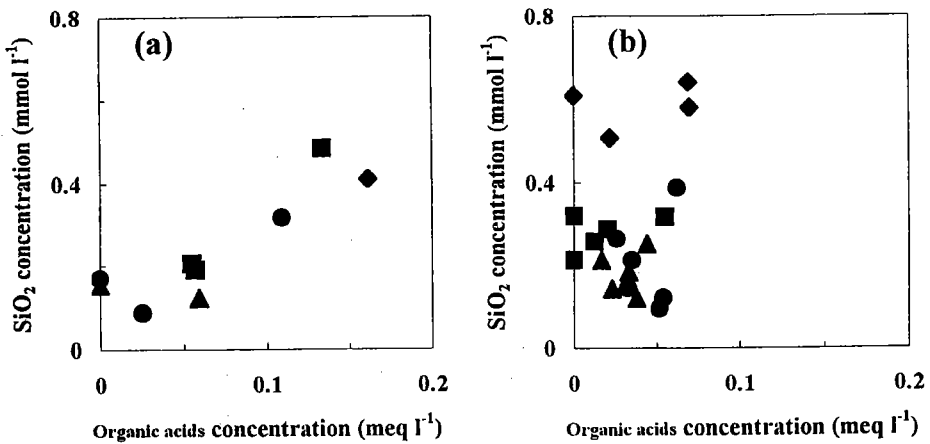 (a)
SiO₂ concentration (mmol l⁻¹)
0.8
0.4
0
0
0.1
0.2
Organic acids concentration (meq l⁻¹)
(b)
SiO₂ concentration (mmol l⁻¹)
0.8
0.4
0
0
0.1
0.2
Organic acids concentration (meq l⁻¹)